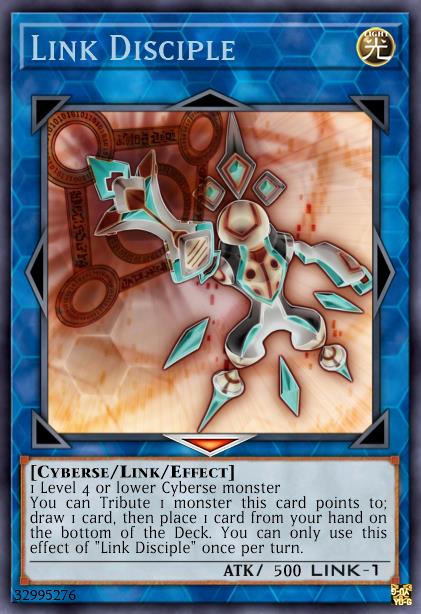 LINK DISCIPLE
LIGHT
光
[CYBERSE/LINK/EFFECT]
1 Level 4 or lower Cyberse monster
You can Tribute 1 monster this card points to;
draw 1 card, then place 1 card from your hand on
the bottom of the Deck. You can only use this
effect of "Link Disciple" once per turn.
ATK/ 500 LINK-1
32995276